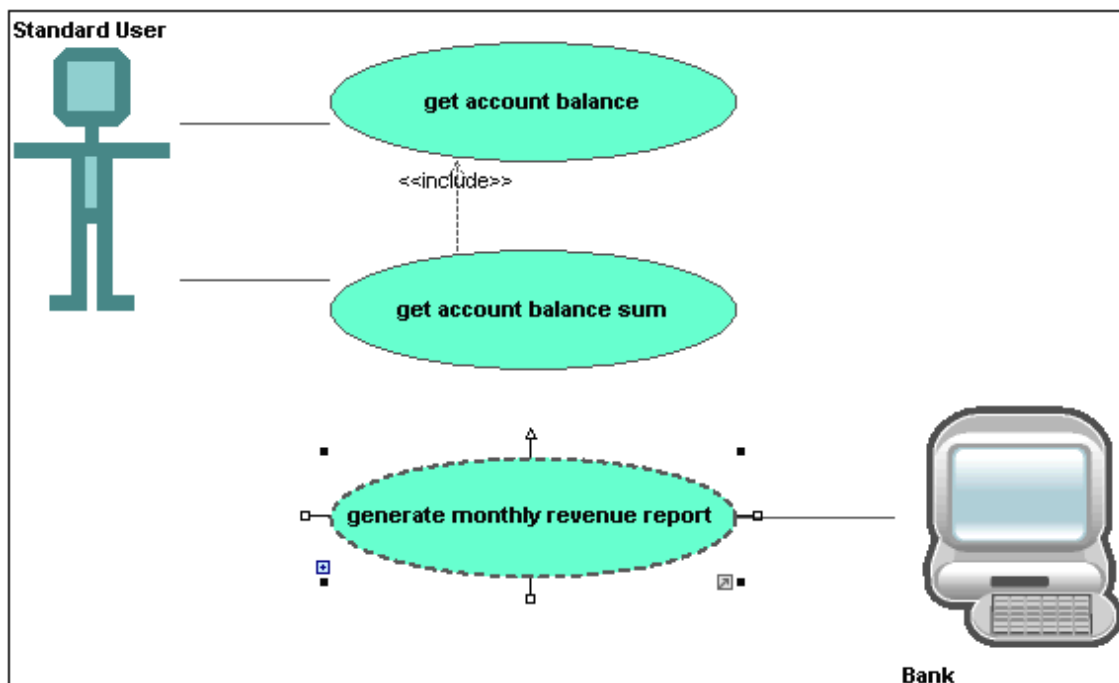 Standard User
get account balance
<<include>>
get account balance sum
generate monthly revenue report
Bank